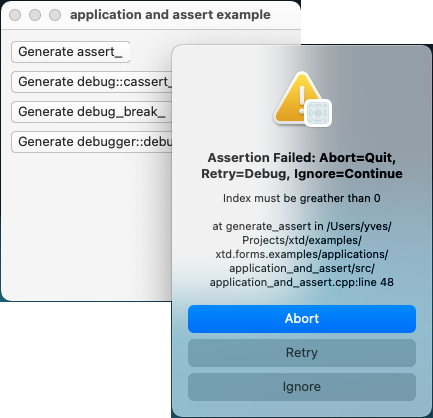 application and assert example
Generate assert_
Generate debug::cassert_
Generate debug_break_
Generate debugger::debu
Assertion Failed: Abort=Quit,
Retry=Debug, Ignore=Continue
Index must be greather than 0
at generate_assert in /Users/yves/
Projects/xtd/examples/
xtd.forms.examples/applications/
application_and_assert/src/
application_and_assert.cpp:line 48
Abort
Retry
Ignore